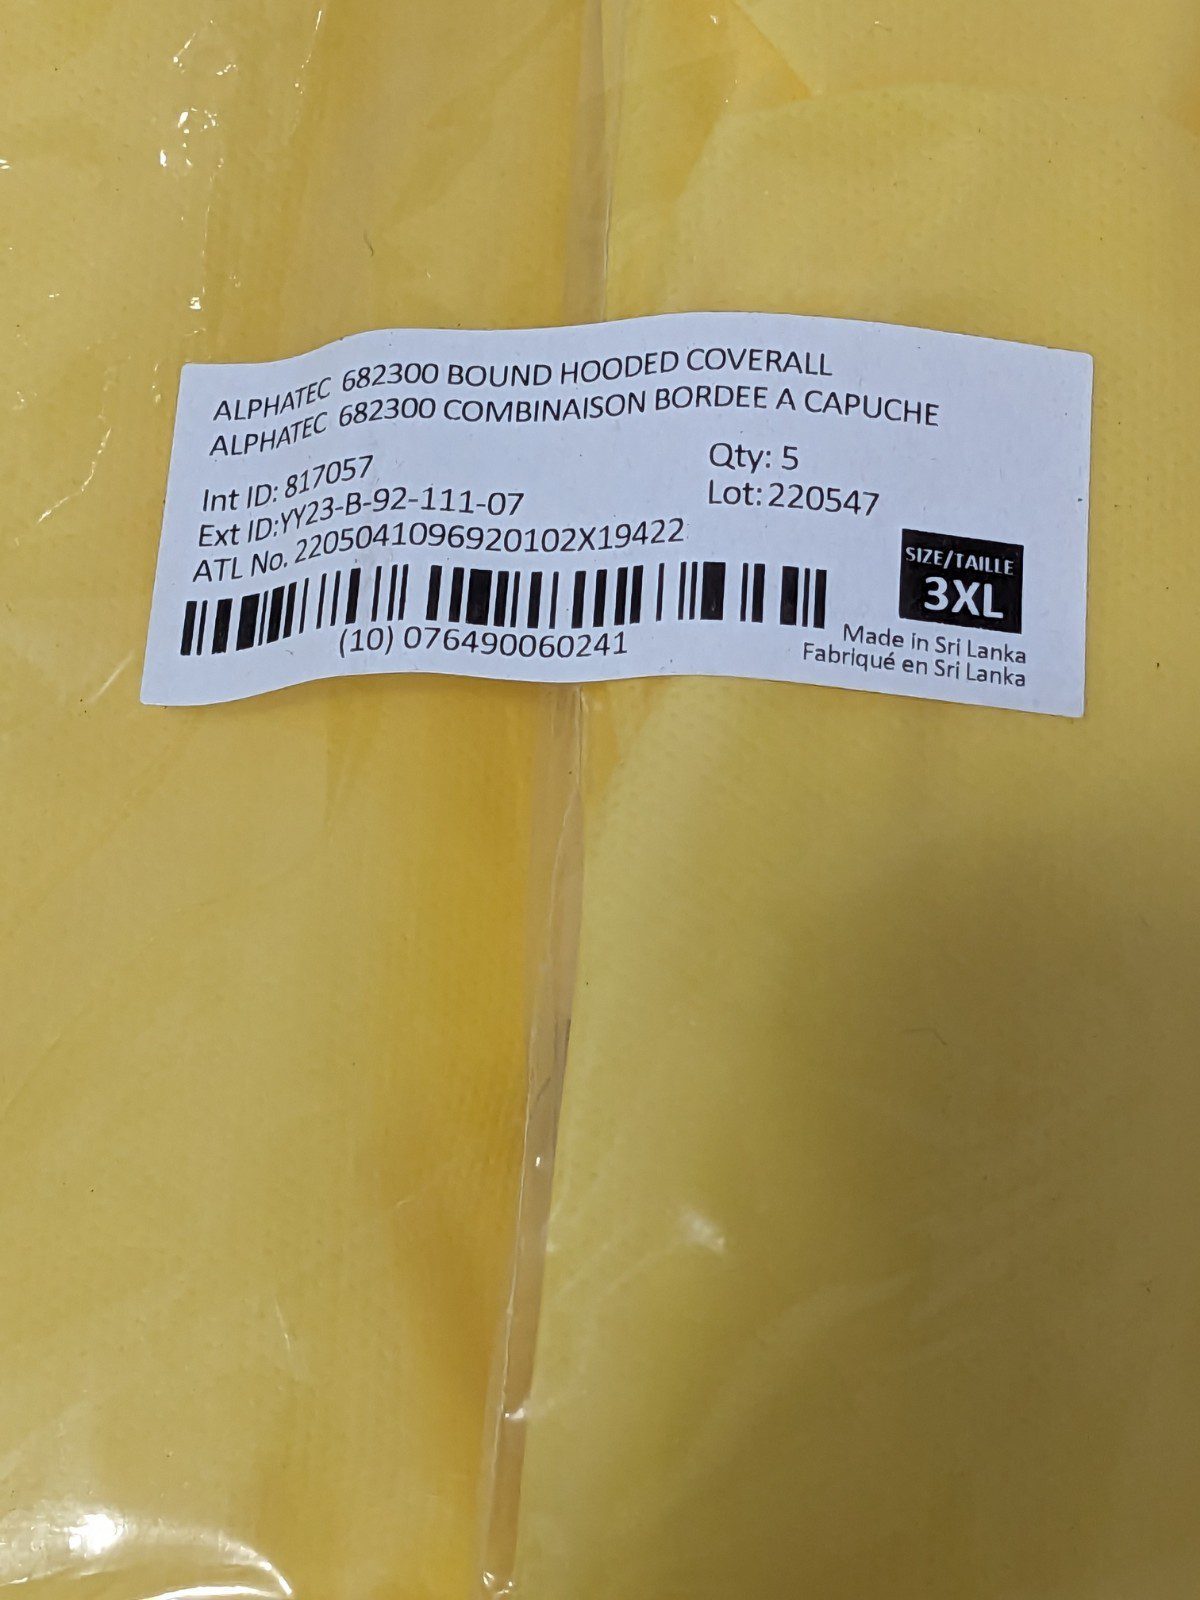 ALPHATEC 682300 BOUND HOODED COVERALL
ALPHATEC 682300 COMBINAISON BORDEE A CAPUCHE
Int ID: 817057
Qty: 5
Ext ID:YY23-B-92-111-07
Lot: 220547
ATL No. 2205041096920102X19422
SIZE/TAILLE
3XL
(10) 076490060241
Made in Sri Lanka
Fabriqué en Sri Lanka